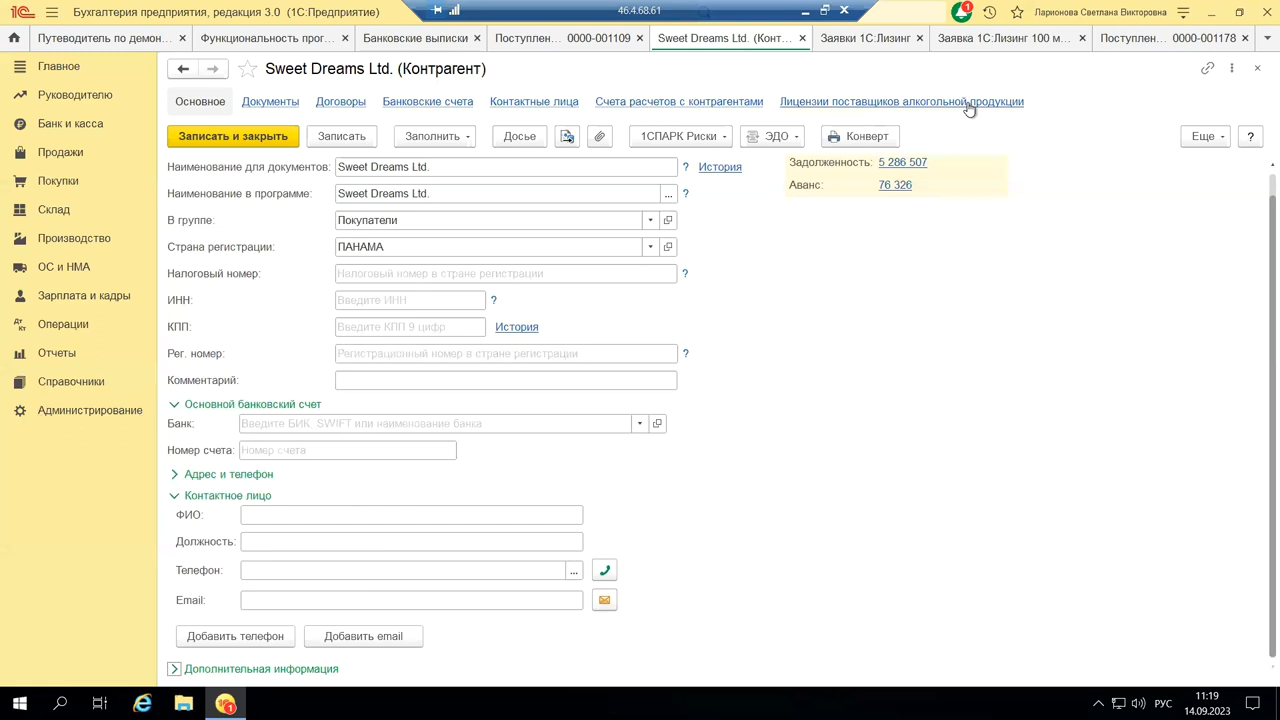 Бухгалтерия предприятия, редакция 3.0 (1С:Предприятие)
46.4.68.61
1
Ларионова Светлана Викторовна
Путеводитель по демон...
Функциональность прог...
Банковские выписки
Поступлен... 0000-001109
Sweet Dreams Ltd. (Конт...
Заявки 1С:Лизинг
Заявка 1С:Лизинг 100 м...
Поступлен... 0000-001178
Главное
Руководителю
Банк и касса
Продажи
Покупки
Склад
Производство
ОС и НМА
Зарплата и кадры
Операции
Отчеты
Справочники
Администрирование
Sweet Dreams Ltd. (Контрагент)
Основное Документы Договоры Банковские счета Контактные лица Счета расчетов с контрагентами Лицензии поставщиков алкогольной продукции
Записать и закрыть Записать Заполнить Досье 1СПАРК Риски ЭДО Конверт Еще ?
Наименование для документов: Sweet Dreams Ltd. ? История
Задолженность: 5 286 507
Аванс: 76 326
Наименование в программе: Sweet Dreams Ltd. ... ?
В группе: Покупатели
Страна регистрации: ПАНАМА
Налоговый номер: Налоговый номер в стране регистрации ?
ИНН: Введите ИНН ?
КПП: Введите КПП 9 цифр История
Рег. номер: Регистрационный номер в стране регистрации ?
Комментарий:
Основной банковский счет
Банк: Введите БИК, SWIFT или наименование банка
Номер счета: Номер счета
Адрес и телефон
Контактное лицо
ФИО:
Должность:
Телефон: ...
Email:
Добавить телефон Добавить email
Дополнительная информация
РУС
11:19
14.09.2023